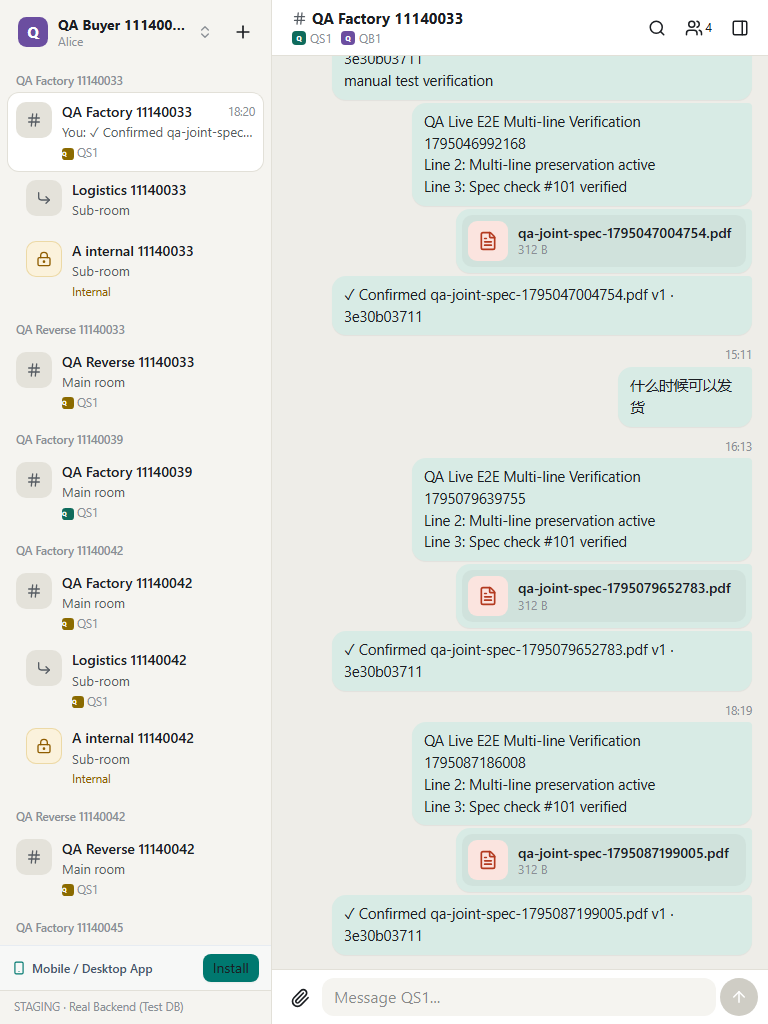 Q
QA Buyer 111400...
Alice
QA Factory 11140033
QA Factory 11140033
18:20
You: ✓ Confirmed qa-joint-spec...
QS1
Logistics 11140033
Sub-room
A internal 11140033
Sub-room
Internal
QA Reverse 11140033
QA Reverse 11140033
Main room
QS1
QA Factory 11140039
QA Factory 11140039
Main room
QS1
QA Factory 11140042
QA Factory 11140042
Main room
QS1
Logistics 11140042
Sub-room
QS1
A internal 11140042
Sub-room
Internal
QA Reverse 11140042
QA Reverse 11140042
Main room
QS1
QA Factory 11140045
Mobile / Desktop App
Install
STAGING · Real Backend (Test DB)
# QA Factory 11140033
Q QS1 Q QB1
4
3e30b03711
manual test verification
QA Live E2E Multi-line Verification
1795046992168
Line 2: Multi-line preservation active
Line 3: Spec check #101 verified
qa-joint-spec-1795047004754.pdf
312 B
✓ Confirmed qa-joint-spec-1795047004754.pdf v1 ·
3e30b03711
15:11
什么时候可以发
货
16:13
QA Live E2E Multi-line Verification
1795079639755
Line 2: Multi-line preservation active
Line 3: Spec check #101 verified
qa-joint-spec-1795079652783.pdf
312 B
✓ Confirmed qa-joint-spec-1795079652783.pdf v1 ·
3e30b03711
18:19
QA Live E2E Multi-line Verification
1795087186008
Line 2: Multi-line preservation active
Line 3: Spec check #101 verified
qa-joint-spec-1795087199005.pdf
312 B
✓ Confirmed qa-joint-spec-1795087199005.pdf v1 ·
3e30b03711
Message QS1...